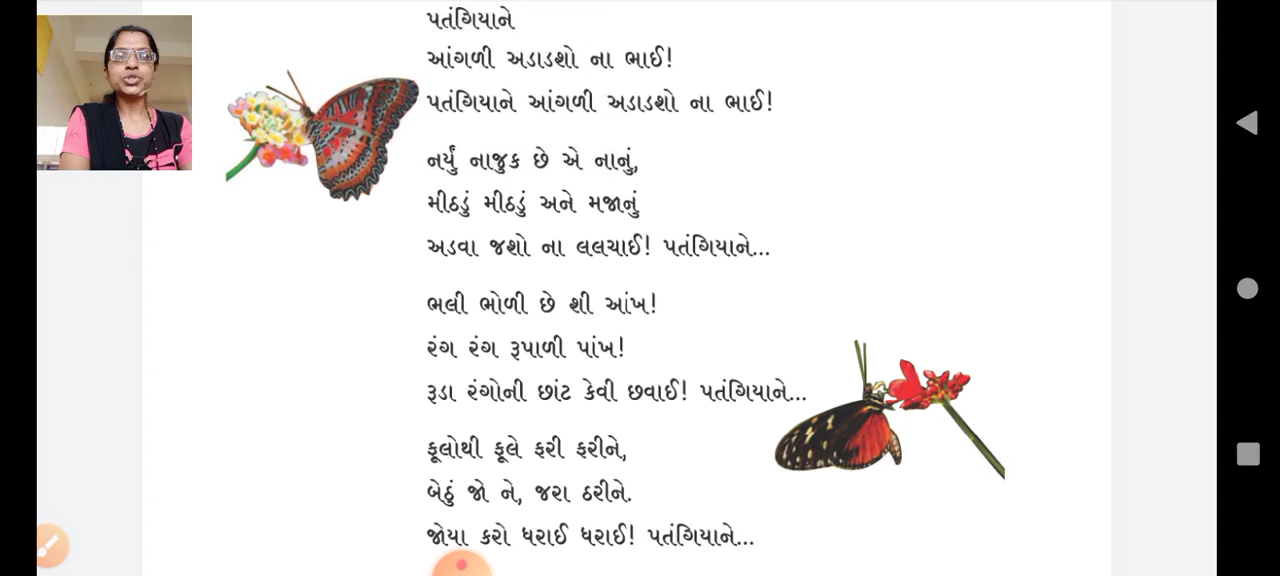 પતંગિયાને
આંગળી અડાડશો ના ભાઈ!
પતંગિયાને આંગળી અડાડશો ના ભાઈ!
નર્યું નાજુક છે એ નાનું,
મીઠડું મીઠડું અને મજાનું
અડવા જશો ના લલચાઈ! પતંગિયાને...
ભલી ભોળી છે શી આંખ!
રંગ રંગ રૂપાળી પાંખ!
રૂડા રંગોની છાંટ કેવી છવાઈ! પતંગિયાને...
ફૂલોથી ફૂલે ફરી ફરીને,
બેઠું જો ને, જરા ઠરીને.
જોયા કરો ધરાઈ ધરાઈ! પતંગિયાને...